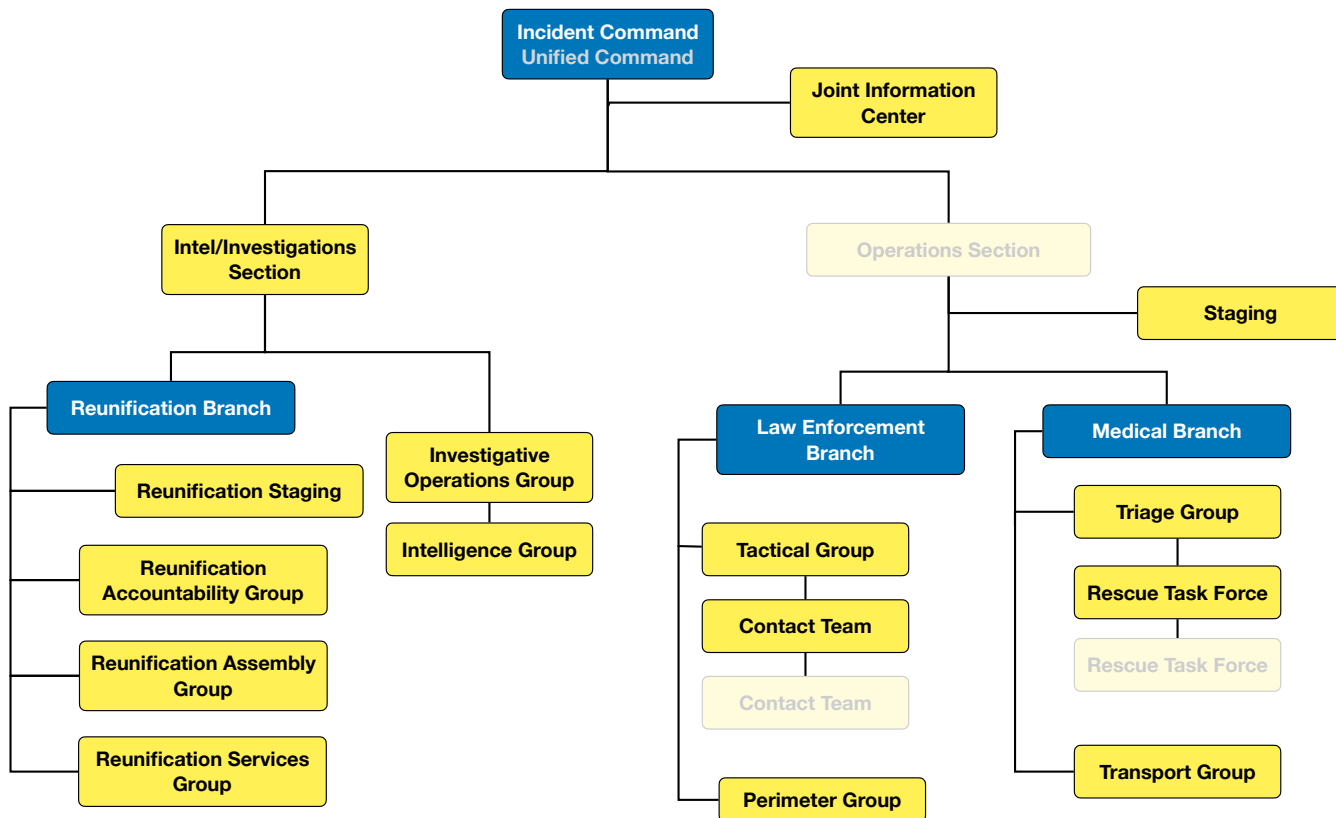 Incident Command
Unified Command
Joint Information
Center
Intel/Investigations
Section
Operations Section
Staging
Reunification Branch
Law Enforcement
Branch
Medical Branch
Investigative
Operations Group
Reunification Staging
Intelligence Group
Triage Group
Tactical Group
Reunification
Accountability Group
Rescue Task Force
Contact Team
Reunification Assembly
Group
Rescue Task Force
Contact Team
Reunification Services
Group
Transport Group
Perimeter Group